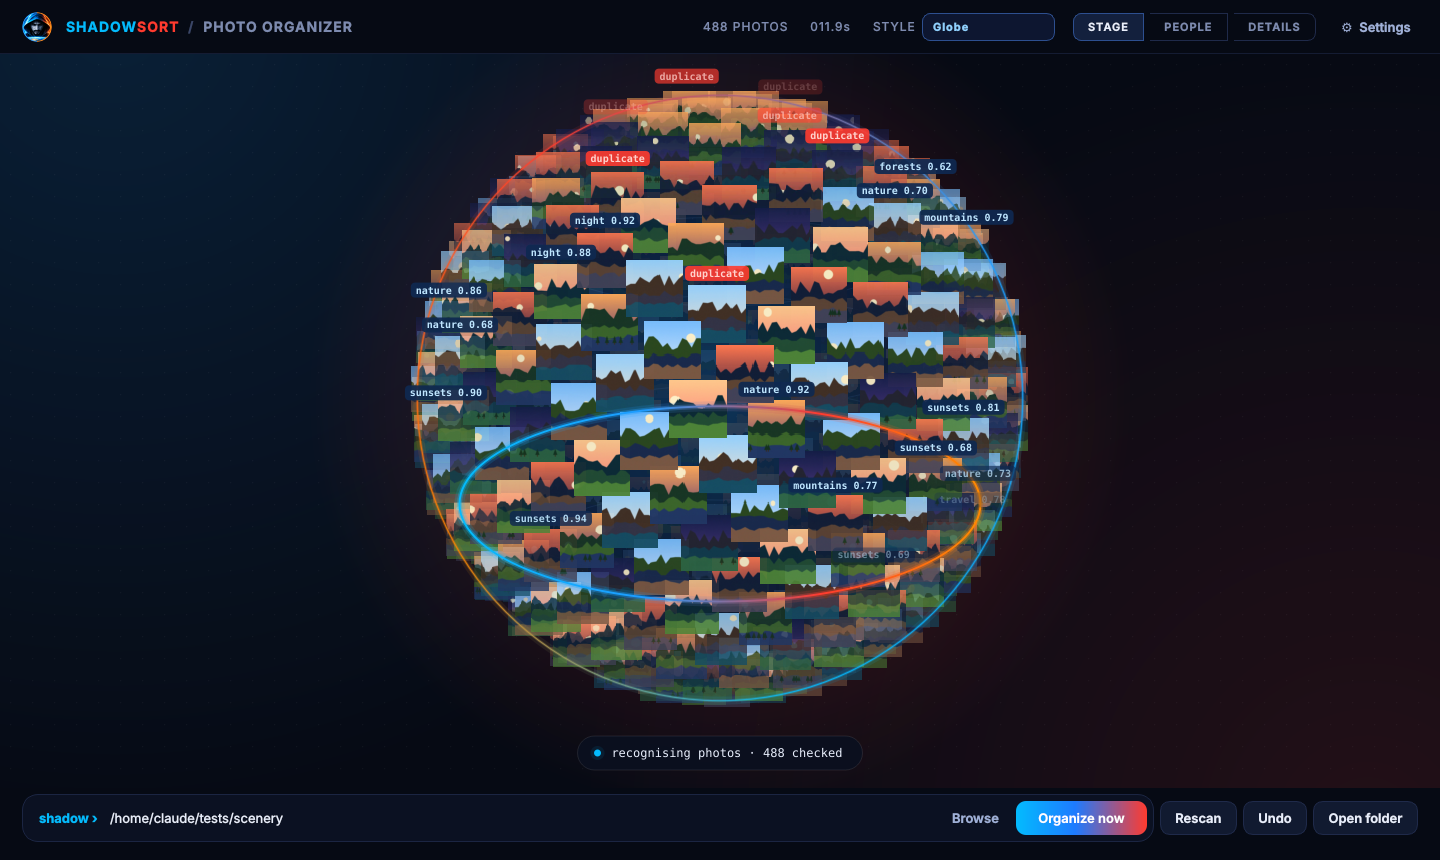 SHADOWSORT / PHOTO ORGANIZER
488 PHOTOS 011.9s STYLE Globe STAGE PEOPLE DETAILS ⚙ Settings
duplicate
duplicate
duplicate
duplicate
duplicate
duplicate
forests 0.62
nature 0.70
mountains 0.79
night 0.92
night 0.88
duplicate
nature 0.86
nature 0.68
nature 0.92
sunsets 0.90
sunsets 0.81
sunsets 0.68
nature 0.73
mountains 0.77
travel 0.76
sunsets 0.94
sunsets 0.69
recognising photos · 488 checked
shadow › /home/claude/tests/scenery Browse Organize now Rescan Undo Open folder